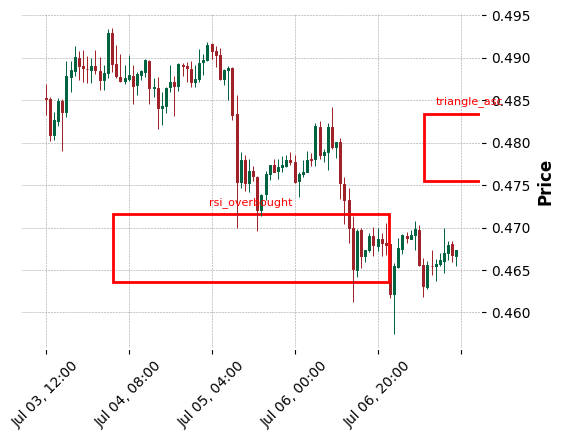 0.495
0.490
triangle_asc
0.485
0.480
0.475
rsi_overbought
0.470
0.465
0.460
Price
Jul 03, 12:00
Jul 04, 08:00
Jul 05, 04:00
Jul 06, 00:00
Jul 06, 20:00